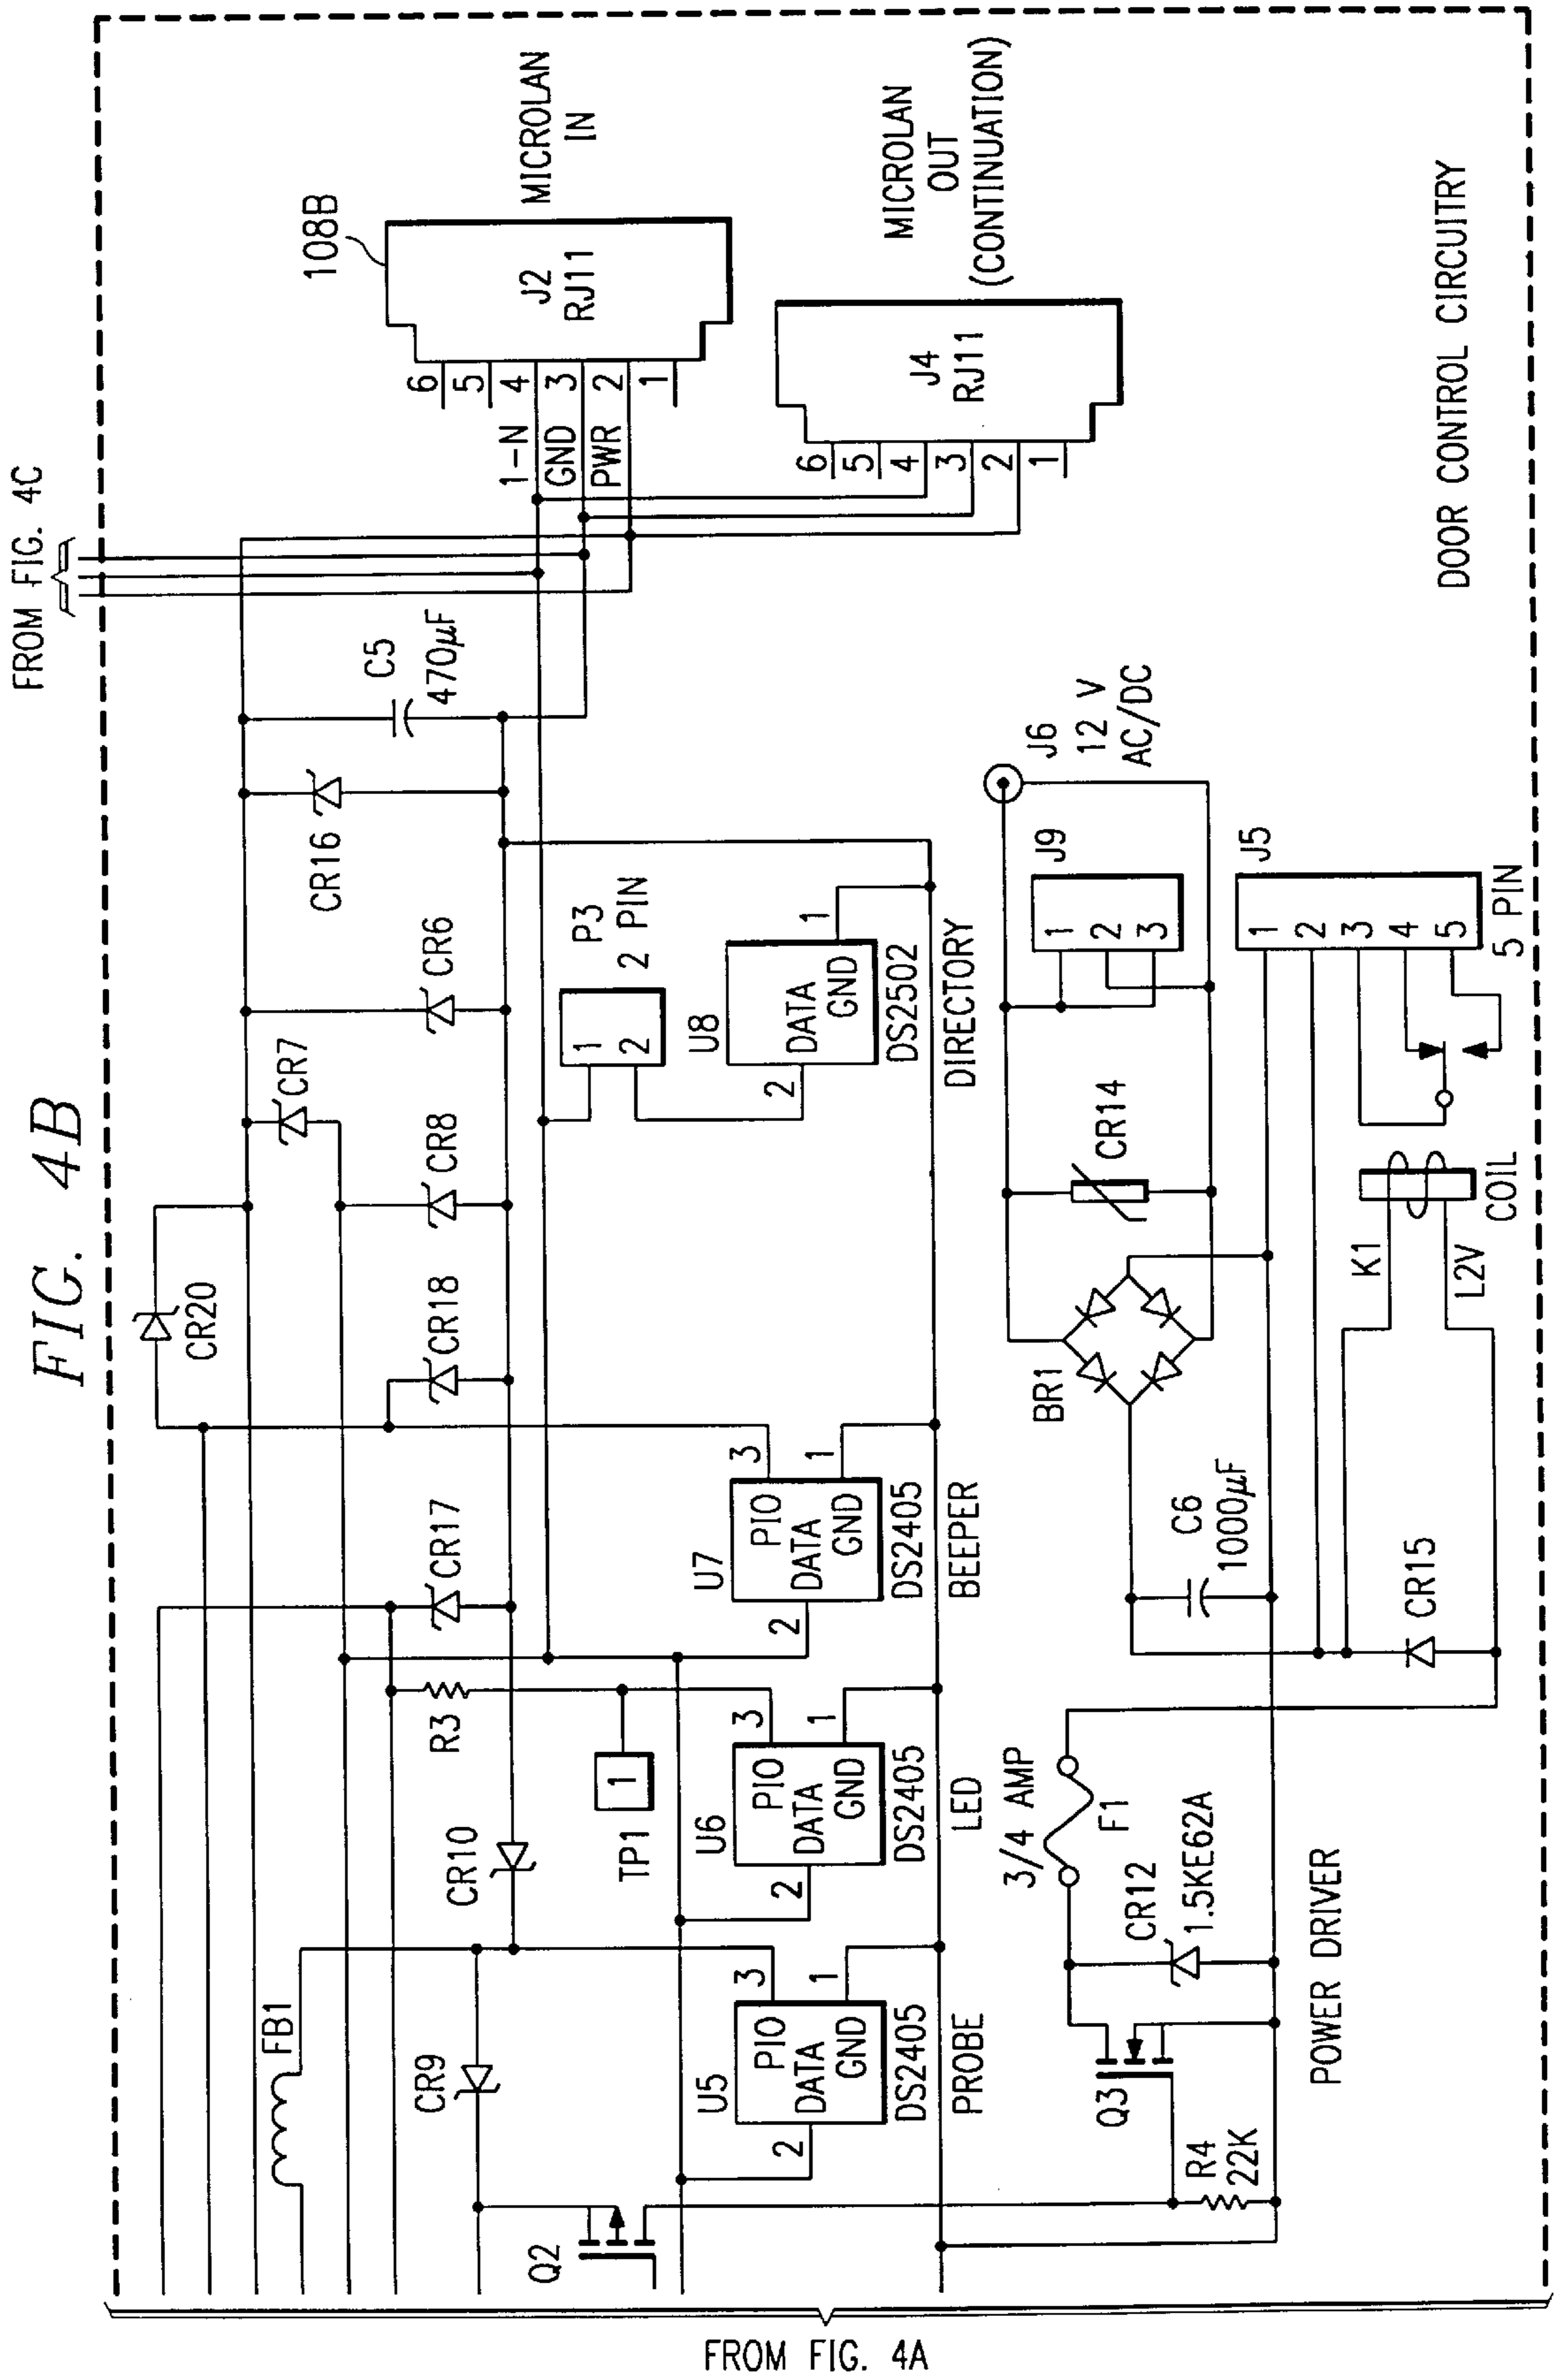 FIG. 4B
FROM FIG. 4C
FROM FIG. 4A
CR20
CR7
CR16
C5
470µF
CR6
CR8
CR18
CR17
R3
CR10
FB1
CR9
Q2
1-N
GND
PWR
6
5
4
3
2
1
J2
RJ11
108B
MICROLAN
IN
6
5
4
3
2
1
J4
RJ11
MICROLAN
OUT
(CONTINUATION)
P3
2 PIN
1
2
U8
DATA
GND
2
1
DS2502
DIRECTORY
U7
PIO
DATA
GND
3
2
1
DS2405
BEEPER
TP1
1
U6
PIO
DATA
GND
3
2
1
DS2405
LED
U5
PIO
DATA
GND
3
2
1
DS2405
PROBE
J6
12 V
AC/DC
J9
1
2
3
CR14
BR1
C6
1000µF
J5
1
2
3
4
5
5 PIN
K1
L2V
COIL
CR15
3/4 AMP
F1
CR12
1.5KE62A
Q3
R4
22K
POWER DRIVER
DOOR CONTROL CIRCUITRY